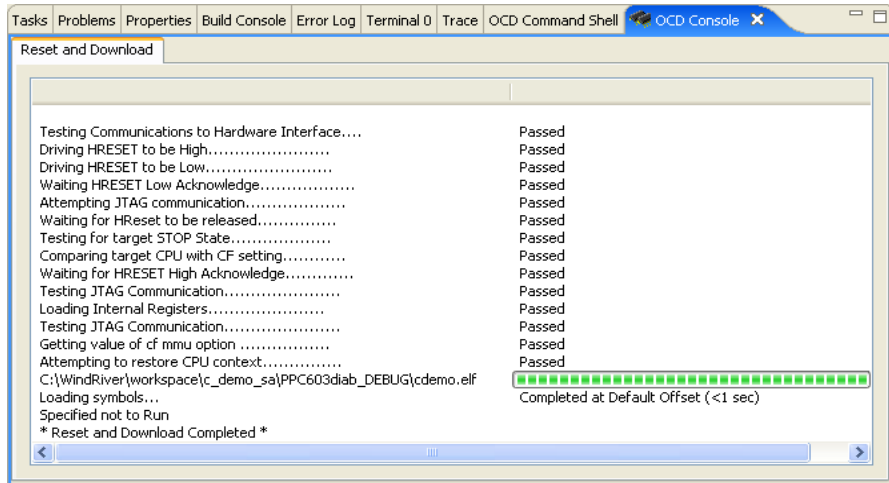 Tasks Problems Properties Build Console Error Log Terminal 0 Trace OCD Command Shell OCD Console
Reset and Download
Testing Communications to Hardware Interface.... Passed
Driving HRESET to be High....................... Passed
Driving HRESET to be Low........................ Passed
Waiting HRESET Low Acknowledge.................. Passed
Attempting JTAG communication................... Passed
Waiting for HReset to be released............... Passed
Testing for target STOP State................... Passed
Comparing target CPU with CF setting............ Passed
Waiting for HRESET High Acknowledge............. Passed
Testing JTAG Communication...................... Passed
Loading Internal Registers...................... Passed
Testing JTAG Communication...................... Passed
Getting value of cf mmu option ................. Passed
Attempting to restore CPU context............... Passed
C:\WindRiver\workspace\c_demo_sa\PPC603diab_DEBUG\cdemo.elf
Loading symbols... Completed at Default Offset (<1 sec)
Specified not to Run
* Reset and Download Completed *